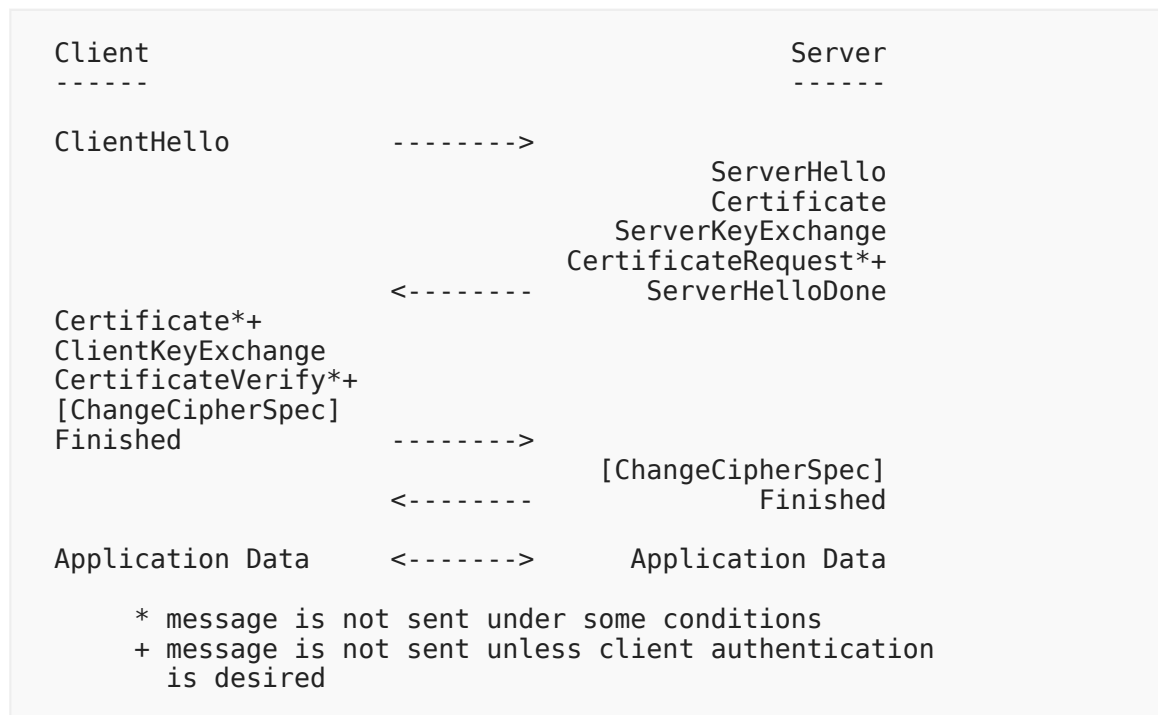 Client                                        Server
------                                        ------
ClientHello          -------->
                                         ServerHello
                                         Certificate
                                   ServerKeyExchange
                                CertificateRequest*+
                     <--------       ServerHelloDone
Certificate*+
ClientKeyExchange
CertificateVerify*+
[ChangeCipherSpec]
Finished             -------->
                                  [ChangeCipherSpec]
                     <--------              Finished
Application Data     <------->      Application Data
     * message is not sent under some conditions
     + message is not sent unless client authentication
       is desired